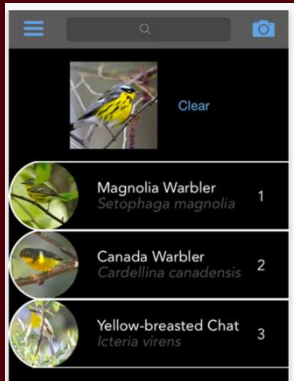 Clear
Magnolia Warbler
Setophaga magnolia
1
Canada Warbler
Cardellina canadensis
2
Yellow-breasted Chat
Icteria virens
3